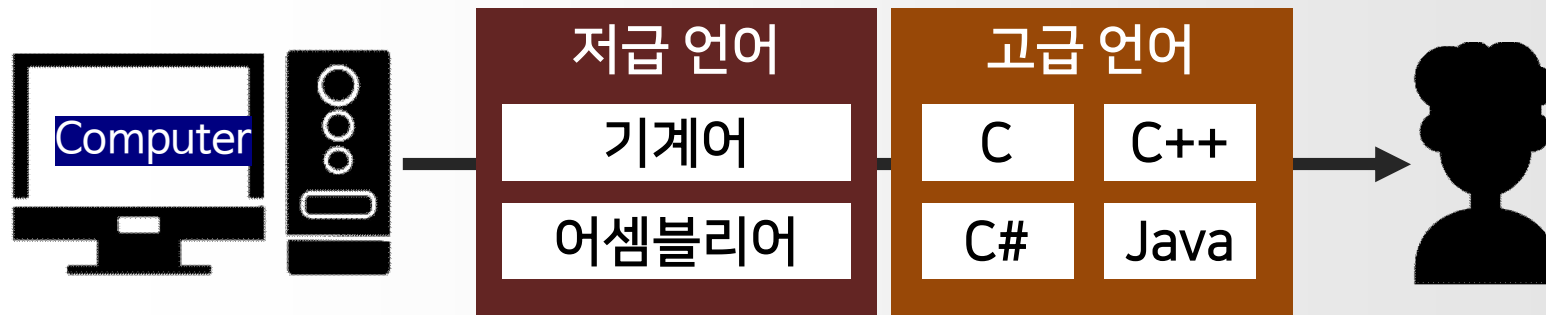 Computer
저급 언어
기계어
어셈블리어
고급 언어
C
C++
C#
Java